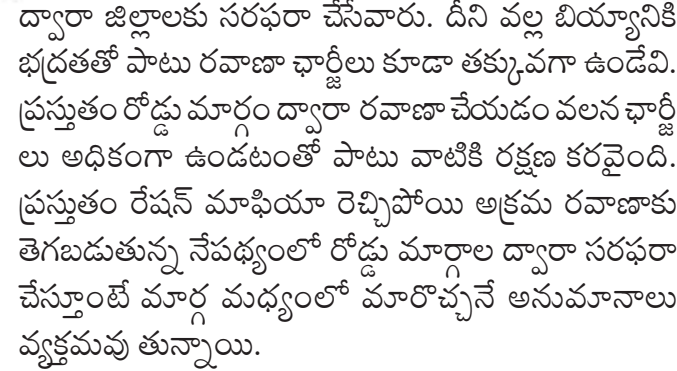 ద్వారా జిల్లాలకు సరఫరా చేసేవారు. దీని వల్ల బియ్యానికి
భద్రతతో పాటు రవాణా ఛార్జీలు కూడా తక్కువగా ఉండేవి.
ప్రస్తుతం రోడ్డు మార్గం ద్వారా రవాణా చేయడం వలన ఛార్జీ
లు అధికంగా ఉండటంతో పాటు వాటికి రక్షణ కరవైంది.
ప్రస్తుతం రేషన్ మాఫియా రెచ్చిపోయి అక్రమ రవాణాకు
తెగబడుతున్న నేపథ్యంలో రోడ్డు మార్గాల ద్వారా సరఫరా
చేస్తూంటే మార్గ మధ్యంలో మారొచ్చనే అనుమానాలు
వ్యక్తమవు తున్నాయి.